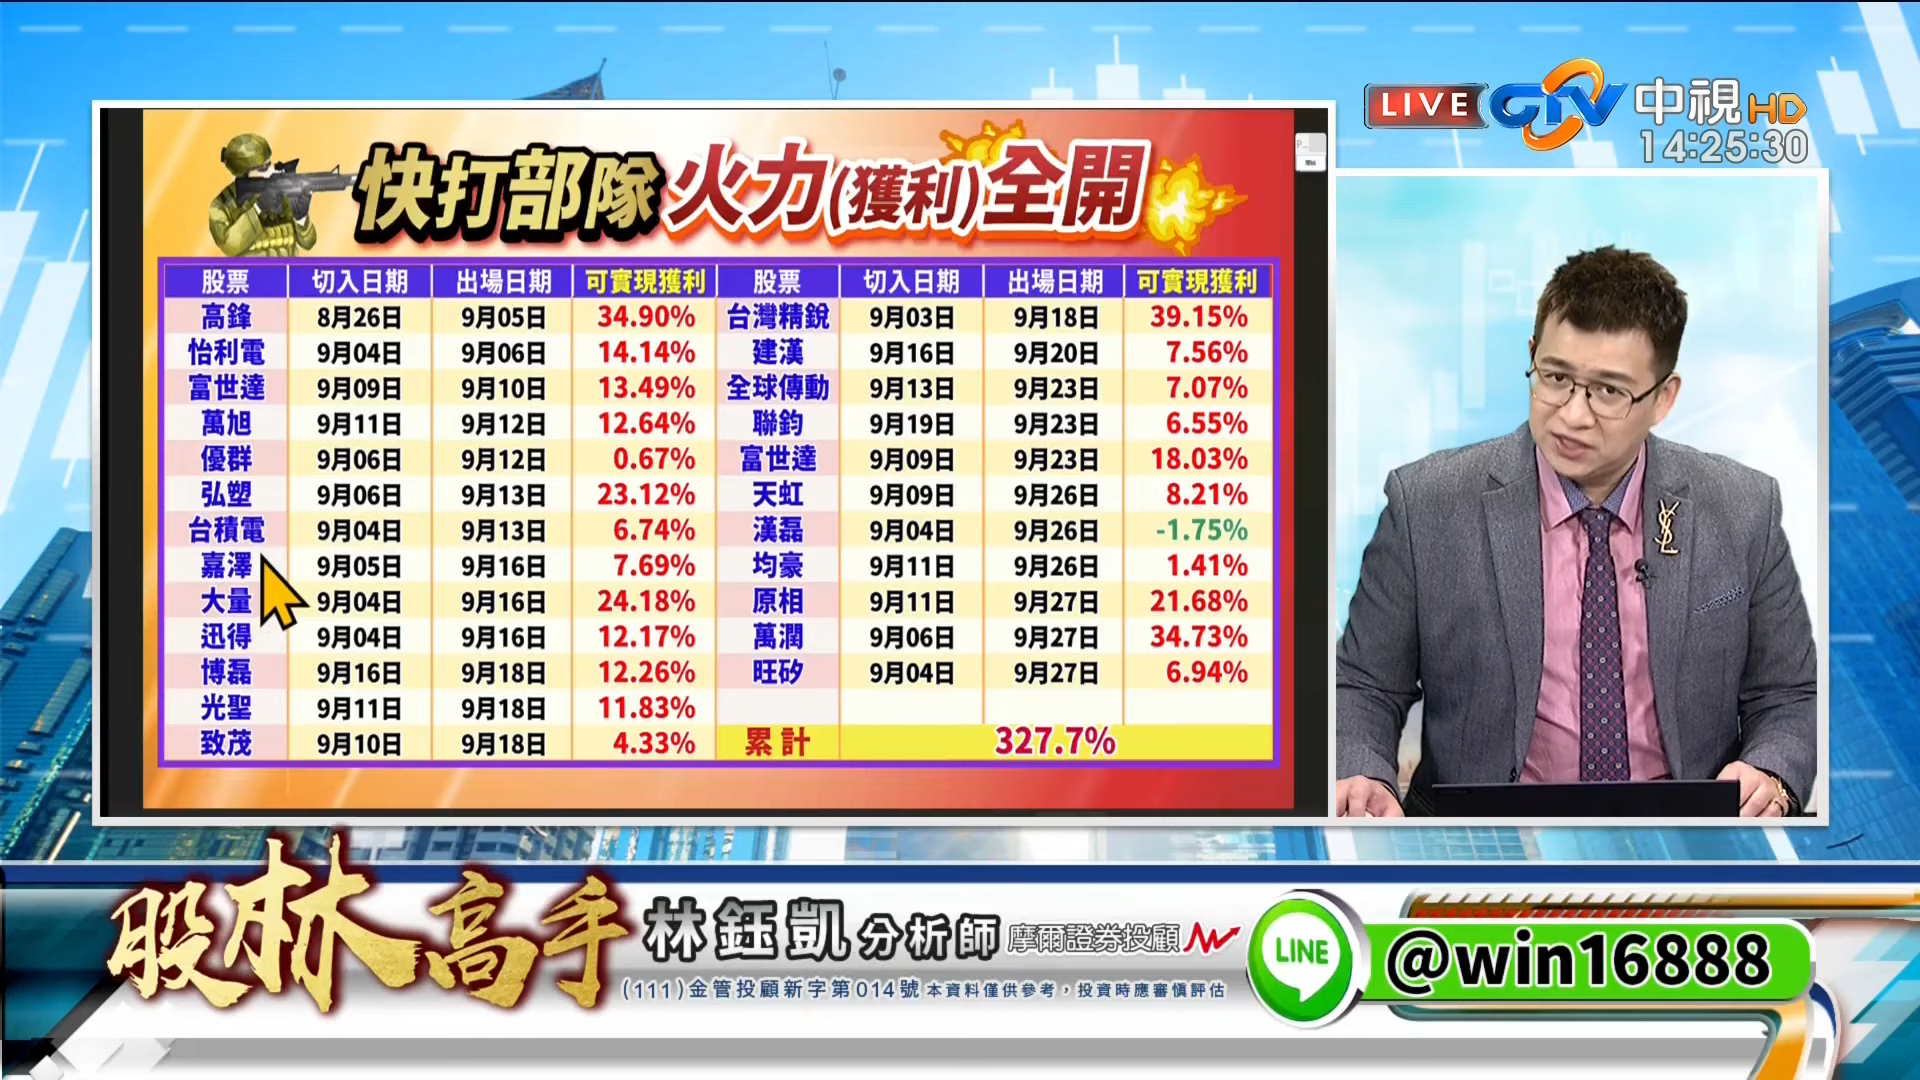 LIVE CTV 中視HD
14:25:30
快打部隊火力(獲利)全開
股票 切入日期 出場日期 可實現獲利 股票 切入日期 出場日期 可實現獲利
高鋒 8月26日 9月05日 34.90% 台灣精銳 9月03日 9月18日 39.15%
怡利電 9月04日 9月06日 14.14% 建漢 9月16日 9月20日 7.56%
富世達 9月09日 9月10日 13.49% 全球傳動 9月13日 9月23日 7.07%
萬旭 9月11日 9月12日 12.64% 聯鈞 9月19日 9月23日 6.55%
優群 9月06日 9月12日 0.67% 富世達 9月09日 9月23日 18.03%
弘塑 9月06日 9月13日 23.12% 天虹 9月09日 9月26日 8.21%
台積電 9月04日 9月13日 6.74% 漢磊 9月04日 9月26日 -1.75%
嘉澤 9月05日 9月16日 7.69% 均豪 9月11日 9月26日 1.41%
大量 9月04日 9月16日 24.18% 原相 9月11日 9月27日 21.68%
迅得 9月04日 9月16日 12.17% 萬潤 9月06日 9月27日 34.73%
博磊 9月16日 9月18日 12.26% 旺矽 9月04日 9月27日 6.94%
光聖 9月11日 9月18日 11.83%
致茂 9月10日 9月18日 4.33% 累計 327.7%
股林高手 林鈺凱分析師 摩爾證券投顧
(111)金管投顧新字第014號 本資料僅供參考，投資時應審慎評估
LINE @win16888